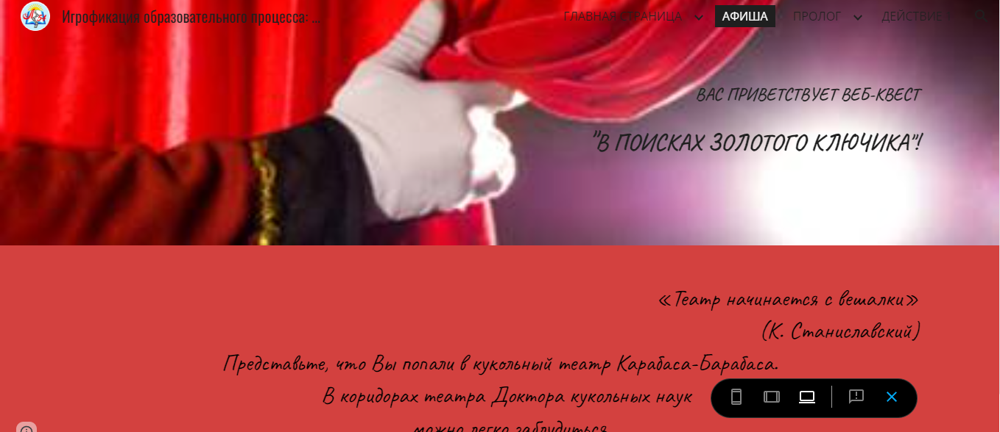 Игрофикация образовательного процесса: ...
ГЛАВНАЯ СТРАНИЦА АФИША ПРОЛОГ ДЕЙСТВИЕ
ВАС ПРИВЕТСТВУЕТ ВЕБ-КВЕСТ
"В ПОИСКАХ ЗОЛОТОГО КЛЮЧИКА"!
«Театр начинается с вешалки»
(К. Станиславский)
Представьте, что Вы попали в кукольный театр Карабаса-Барабаса.
В коридорах театра Доктора кукольных наук
можно легко заблудиться